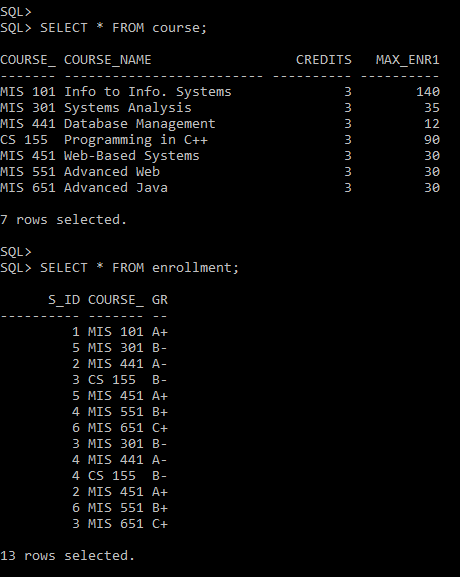 SQL>
SQL> SELECT * FROM course;
COURSE_ COURSE_NAME                  CREDITS   MAX_ENR1
------- ------------------------- ---------- ----------
MIS 101 Info to Info. Systems              3        140
MIS 301 Systems Analysis                   3         35
MIS 441 Database Management                3         12
CS 155  Programming in C++                 3         90
MIS 451 Web-Based Systems                  3         30
MIS 551 Advanced Web                       3         30
MIS 651 Advanced Java                      3         30
7 rows selected.
SQL>
SQL> SELECT * FROM enrollment;
      S_ID COURSE_ GR
---------- ------- --
         1 MIS 101 A+
         5 MIS 301 B-
         2 MIS 441 A-
         3 CS 155  B-
         5 MIS 451 A+
         4 MIS 551 B+
         6 MIS 651 C+
         3 MIS 301 B-
         4 MIS 441 A-
         4 CS 155  B-
         2 MIS 451 A+
         6 MIS 551 B+
         3 MIS 651 C+
13 rows selected.